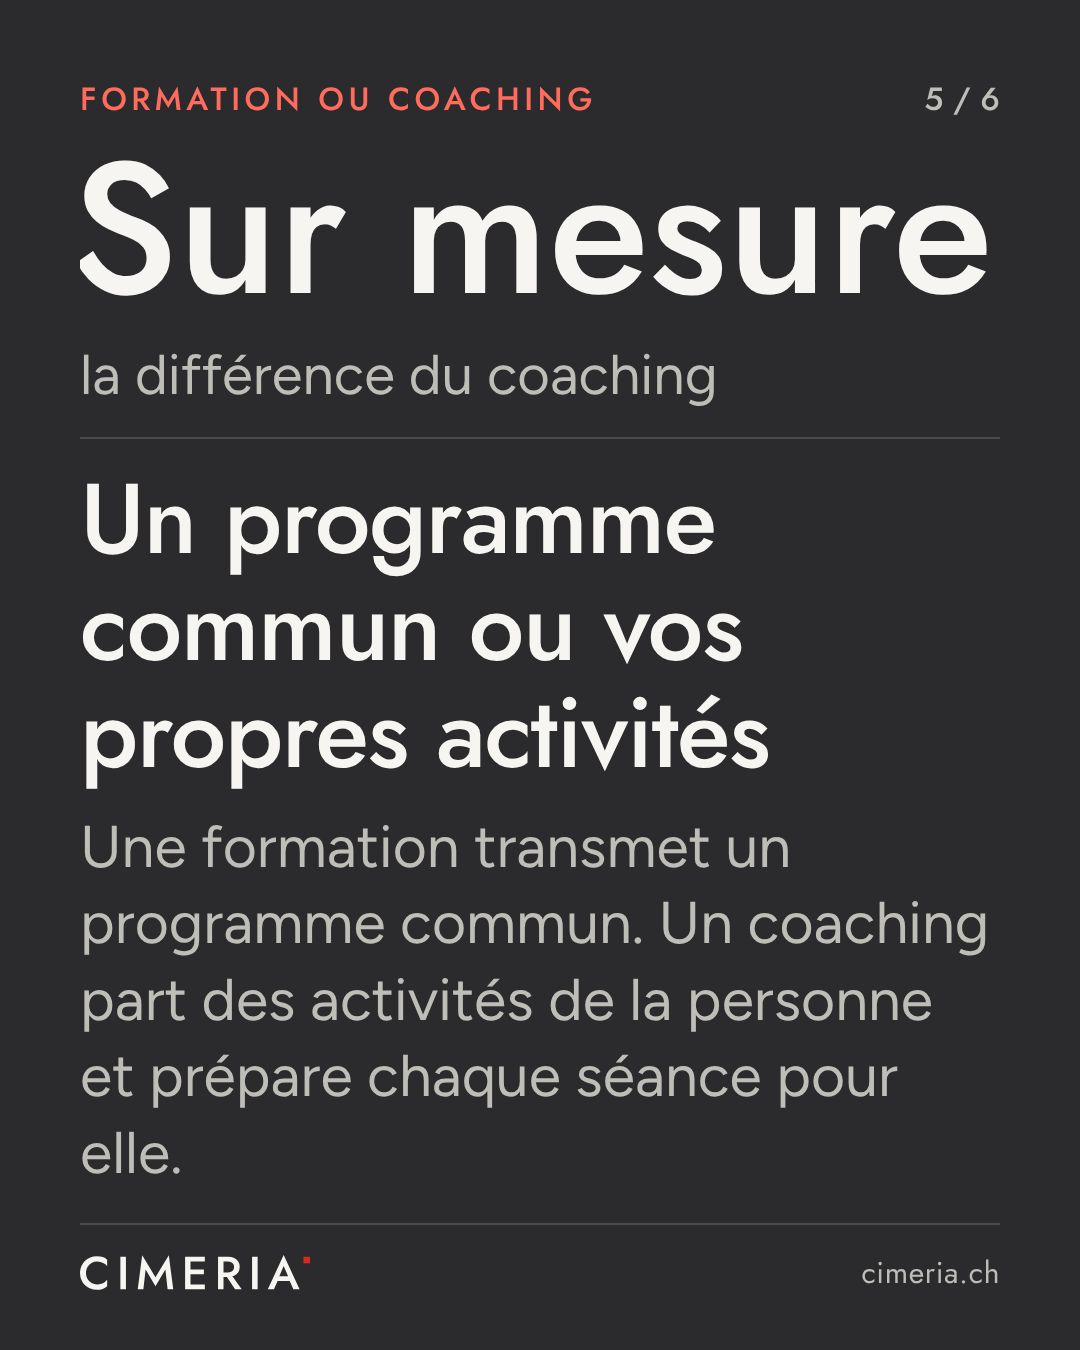 FORMATION OU COACHING
5 / 6
Sur mesure
la différence du coaching
Un programme
commun ou vos
propres activités
Une formation transmet un
programme commun. Un coaching
part des activités de la personne
et prépare chaque séance pour
elle.
CIMERIA
cimeria.ch